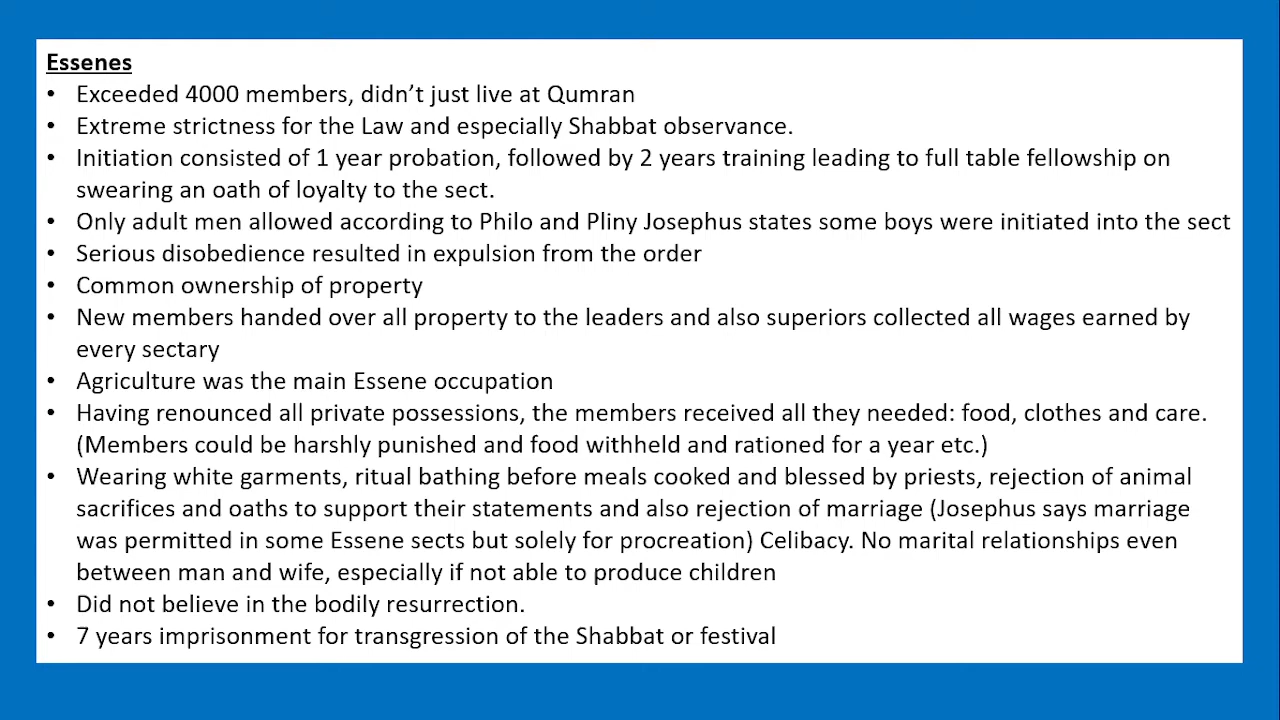 Essenes
• Exceeded 4000 members, didn't just live at Qumran
• Extreme strictness for the Law and especially Shabbat observance.
• Initiation consisted of 1 year probation, followed by 2 years training leading to full table fellowship on
swearing an oath of loyalty to the sect.
• Only adult men allowed according to Philo and Pliny Josephus states some boys were initiated into the sect
• Serious disobedience resulted in expulsion from the order
• Common ownership of property
• New members handed over all property to the leaders and also superiors collected all wages earned by
every sectary
• Agriculture was the main Essene occupation
• Having renounced all private possessions, the members received all they needed: food, clothes and care.
(Members could be harshly punished and food withheld and rationed for a year etc.)
• Wearing white garments, ritual bathing before meals cooked and blessed by priests, rejection of animal
sacrifices and oaths to support their statements and also rejection of marriage (Josephus says marriage
was permitted in some Essene sects but solely for procreation) Celibacy. No marital relationships even
between man and wife, especially if not able to produce children
• Did not believe in the bodily resurrection.
• 7 years imprisonment for transgression of the Shabbat or festival